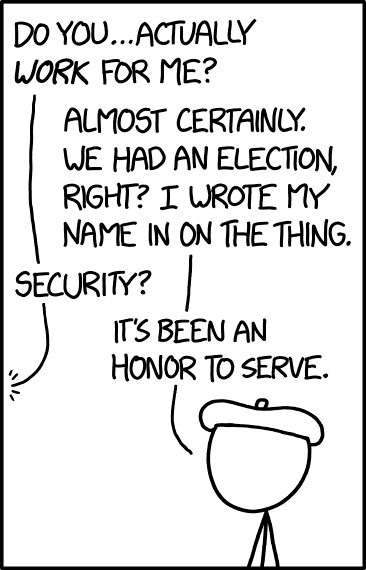 DO YOU...ACTUALLY
WORK FOR ME?
ALMOST CERTAINLY.
WE HAD AN ELECTION,
RIGHT? I WROTE MY
NAME IN ON THE THING.
SECURITY?
IT'S BEEN AN
HONOR TO SERVE.